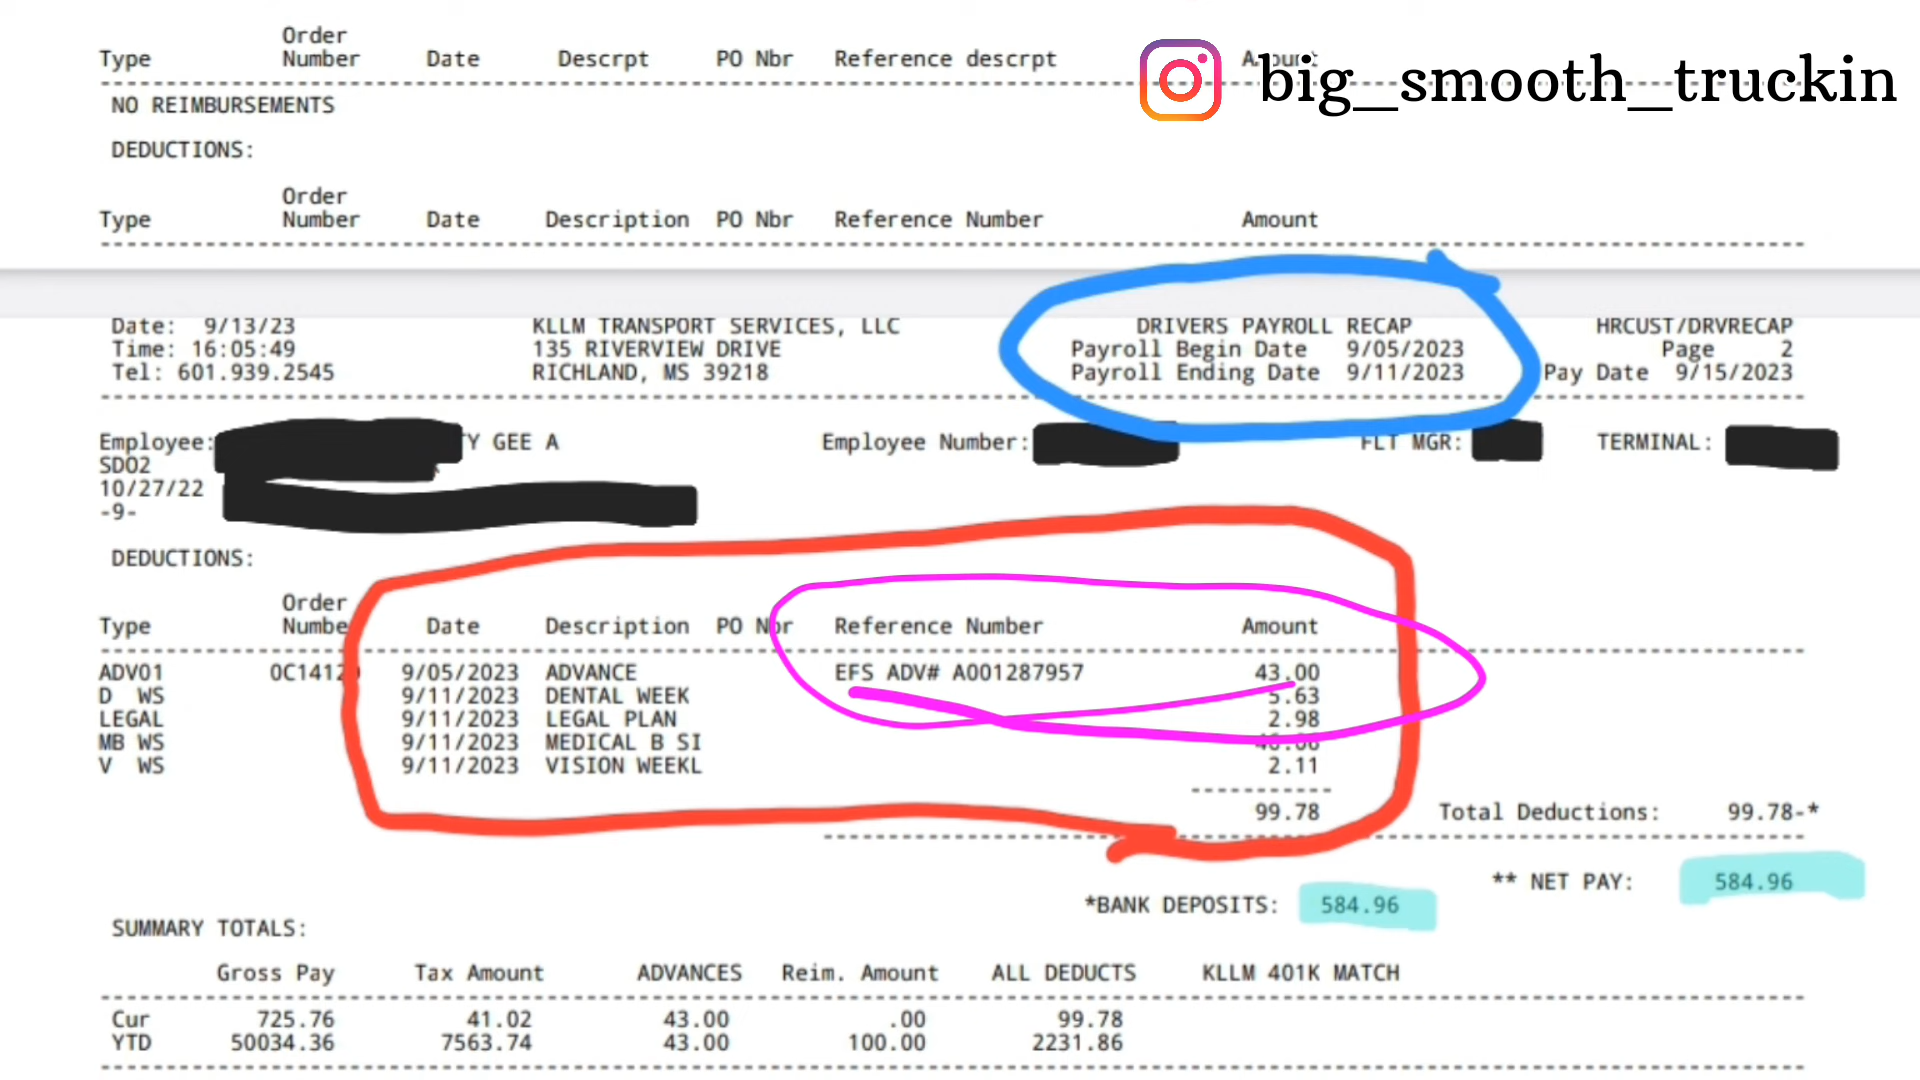 big_smooth_truckin
Order
Type Number Date Descrpt PO Nbr Reference descrpt
NO REIMBURSEMENTS
DEDUCTIONS:
Order
Type Number Date Description PO Nbr Reference Number Amount
Date: 9/13/23 KLLM TRANSPORT SERVICES, LLC DRIVERS PAYROLL RECAP HRCUST/DRVRECAP
Time: 16:05:49 135 RIVERVIEW DRIVE Payroll Begin Date 9/05/2023 Page 2
Tel: 601.939.2545 RICHLAND, MS 39218 Payroll Ending Date 9/11/2023 Pay Date 9/15/2023
Employee: TY GEE A Employee Number: FLT MGR: TERMINAL:
SDO2
10/27/22
-9-
DEDUCTIONS:
Order
Type Number Date Description PO Nbr Reference Number Amount
ADV01 9/05/2023 ADVANCE EFS ADV# A001287957 43.00
D WS 9/11/2023 DENTAL WEEK 5.63
LEGAL 9/11/2023 LEGAL PLAN 2.98
MB WS 9/11/2023 MEDICAL B SI
V WS 9/11/2023 VISION WEEKL 2.11
99.78 Total Deductions: 99.78-*
** NET PAY: 584.96
*BANK DEPOSITS: 584.96
SUMMARY TOTALS:
Gross Pay Tax Amount ADVANCES Reim. Amount ALL DEDUCTS KLLM 401K MATCH
Cur 725.76 41.02 43.00 .00 99.78
YTD 50034.36 7563.74 43.00 100.00 2231.86